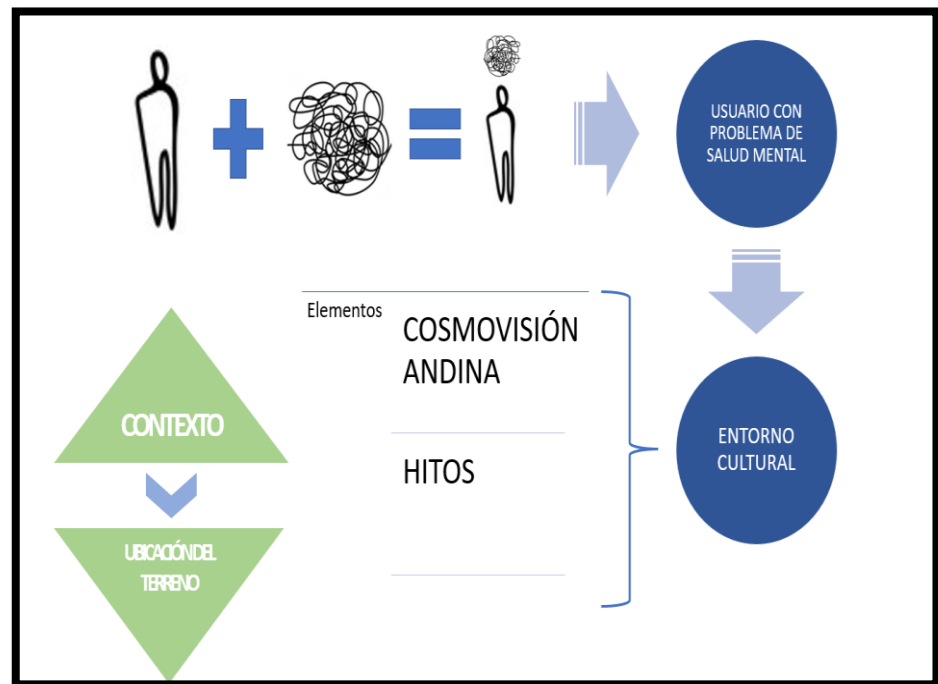 USUARIO CON
PROBLEMA DE
SALUD MENTAL
Elementos
COSMOVISIÓN
ANDINA
HITOS
ENTORNO
CULTURAL
CONTEXTO
UBICACIÓN DEL
TERRENO